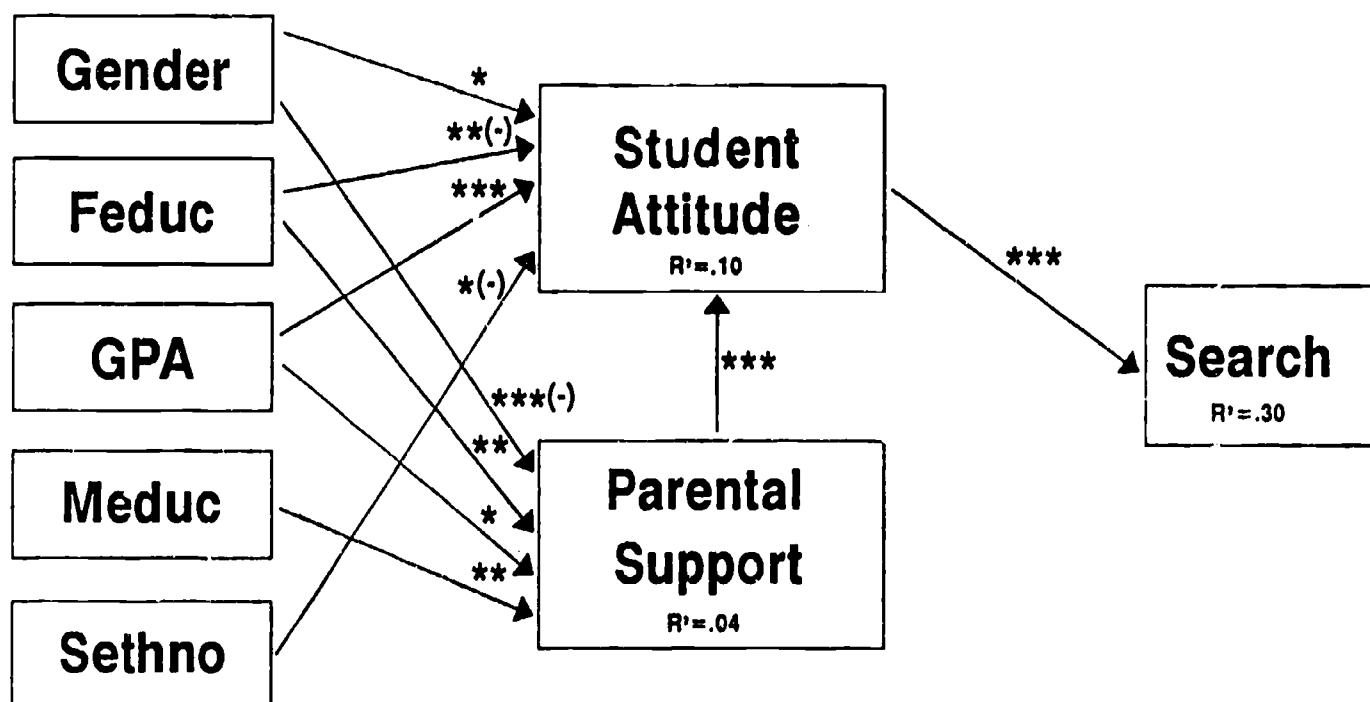 Gender
*
**(-)
Student
Attitude
R²=.10
Feduc
***
*(-)
***
GPA
***
Search
R²=.30
***(-)
**
Parental
Support
R²=.04
Meduc
*
**
Sethno